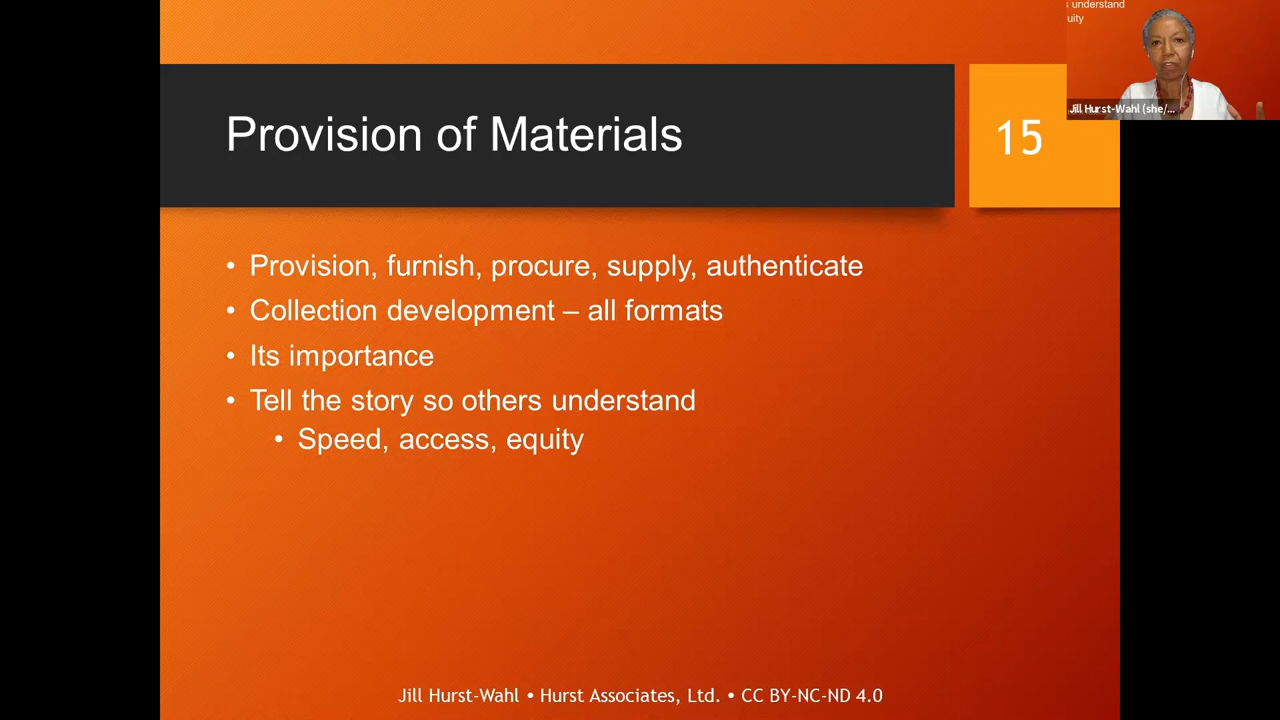 s understand
uity
Jill Hurst-Wahl (she/...
Provision of Materials
15
• Provision, furnish, procure, supply, authenticate
• Collection development – all formats
• Its importance
• Tell the story so others understand
• Speed, access, equity
Jill Hurst-Wahl • Hurst Associates, Ltd. • CC BY-NC-ND 4.0